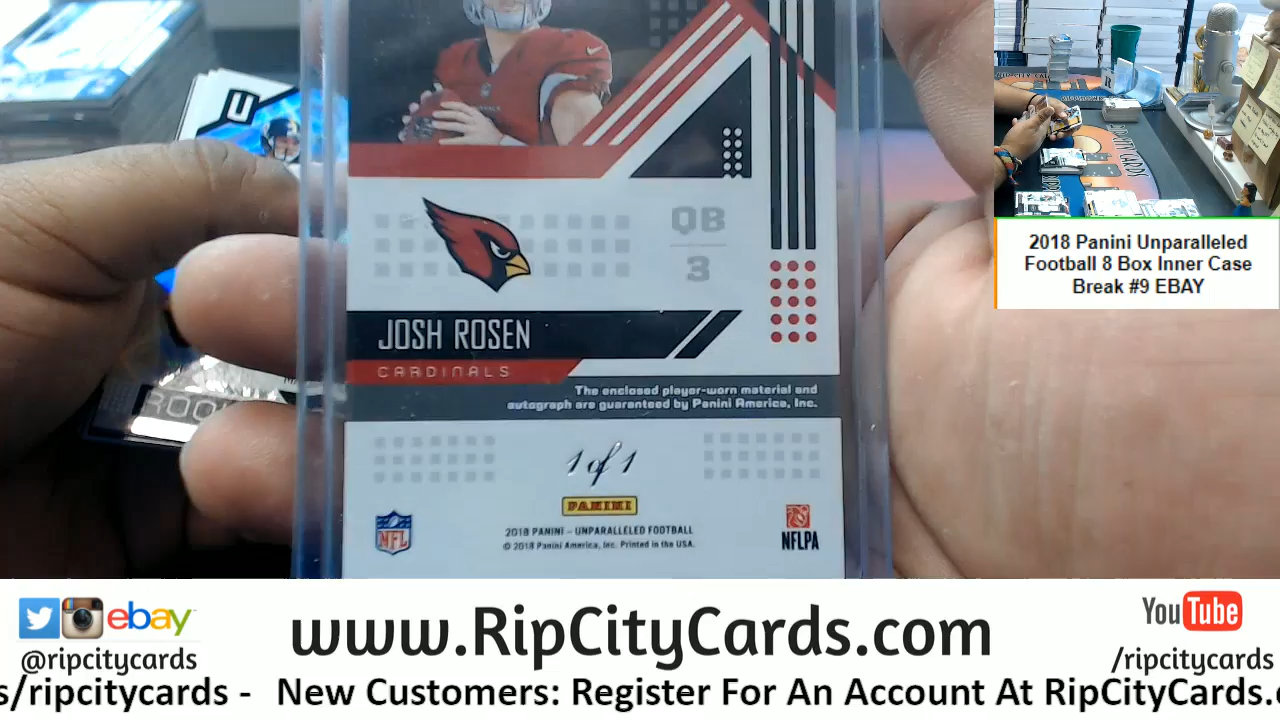 QB
3
JOSH ROSEN
CARDINALS
The enclosed player-worn material and
autograph are guaranteed by Panini America, Inc.
1 of 1
PANINI
2018 PANINI – UNPARALLELED FOOTBALL
© 2018 Panini America, Inc. Printed in the USA.
NFL
NFLPA
U
2018 Panini Unparalleled
Football 8 Box Inner Case
Break #9 EBAY
ebay
@ripcitycards
www.RipCityCards.com
YouTube
/ripcitycards
s/ripcitycards - New Customers: Register For An Account At RipCityCards.